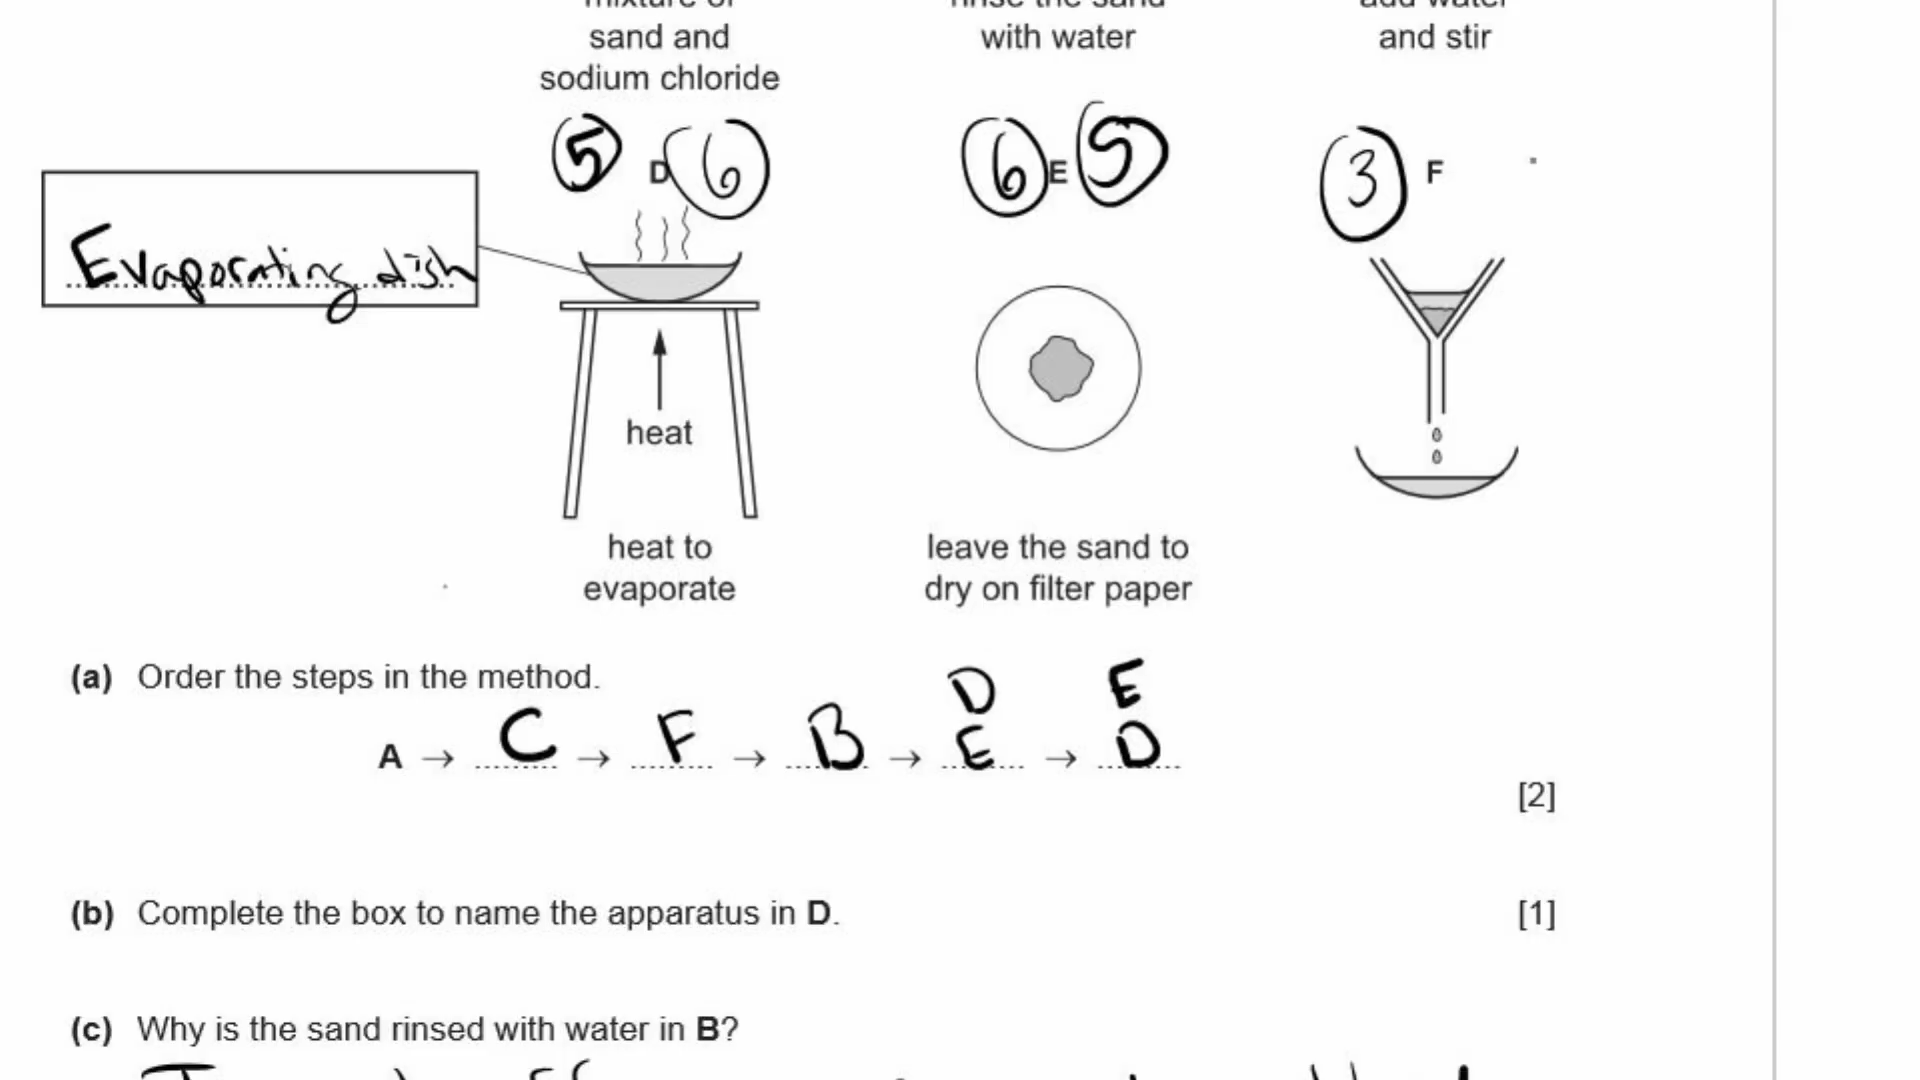 sand and
with water
and stir
sodium chloride
5 D 6
6 E 5
3 F
Evaporating dish
heat
heat to
evaporate
leave the sand to
dry on filter paper
(a) Order the steps in the method.
D E
A → C → F → B → E → D
[2]
(b) Complete the box to name the apparatus in D. [1]
(c) Why is the sand rinsed with water in B?